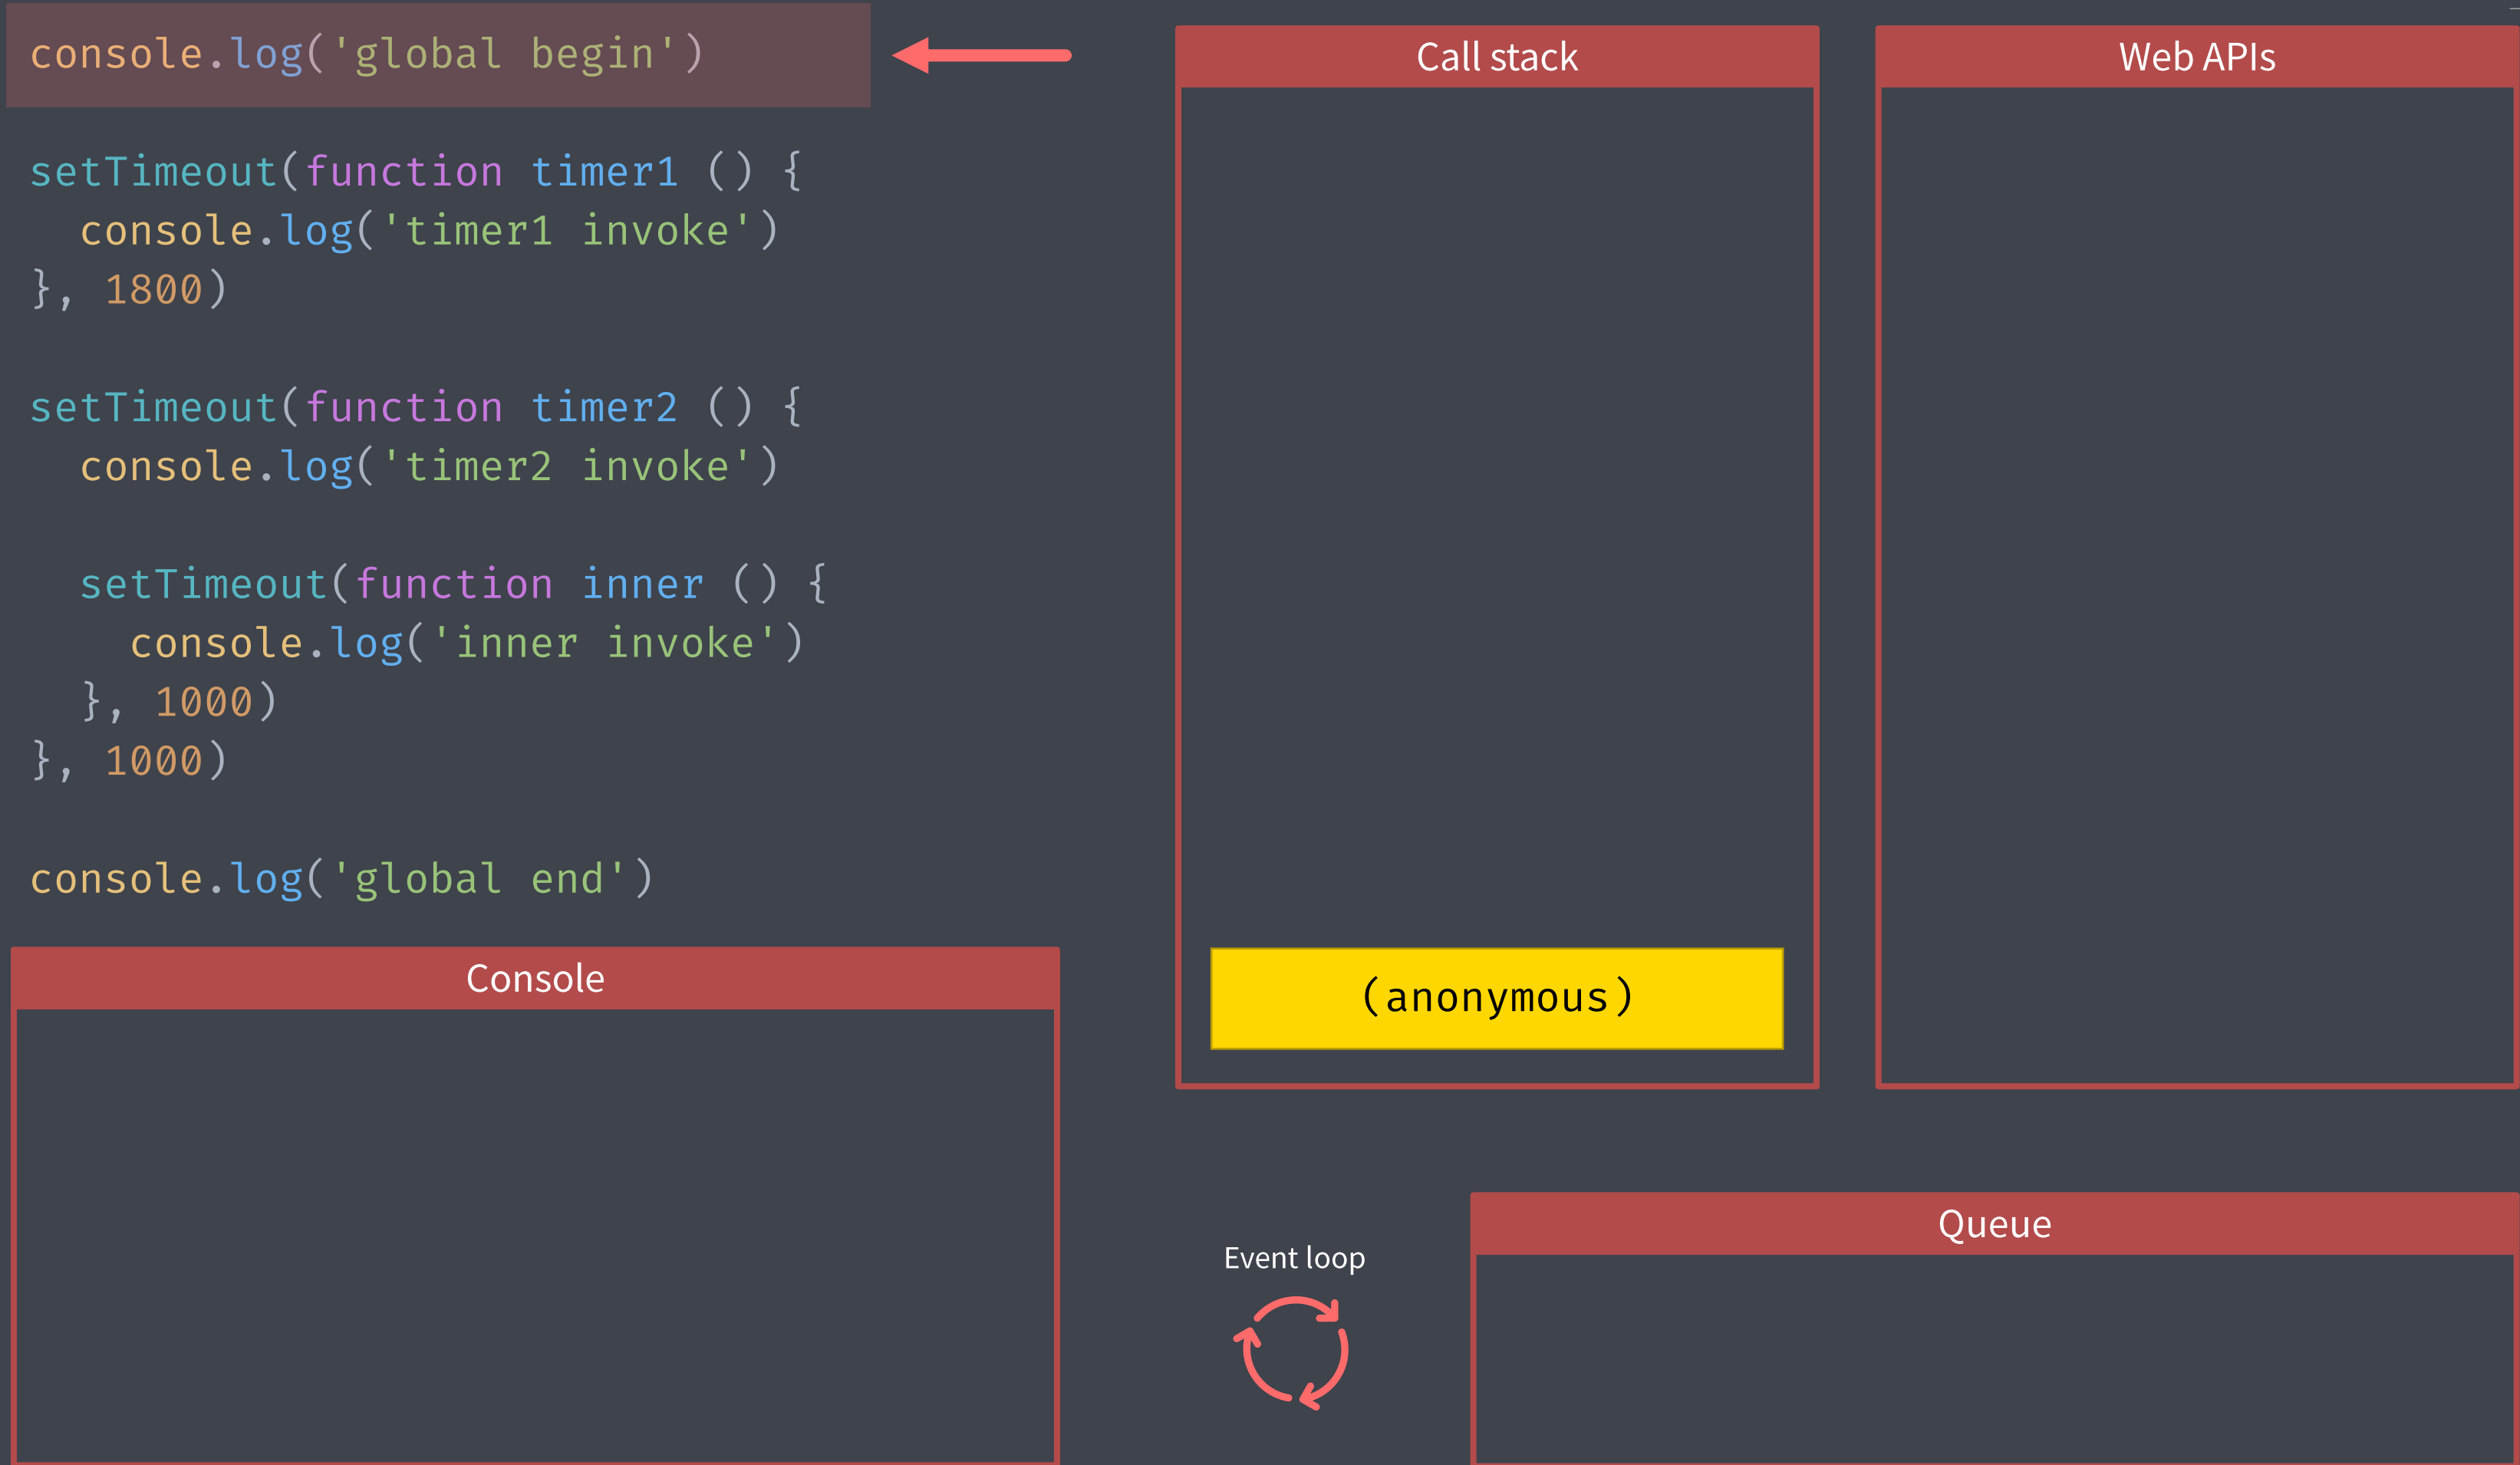 console.log('global begin')
setTimeout(function timer1 () {
  console.log('timer1 invoke')
}, 1800)
setTimeout(function timer2 () {
  console.log('timer2 invoke')
  setTimeout(function inner () {
    console.log('inner invoke')
  }, 1000)
}, 1000)
console.log('global end')
Console
Call stack
(anonymous)
Web APIs
Event loop
Queue